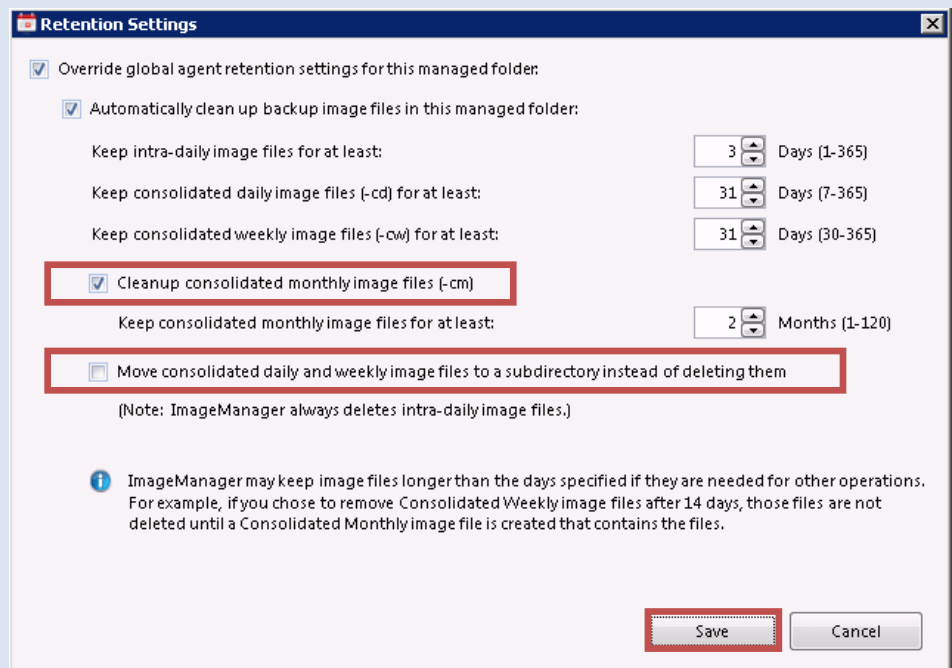 Retention Settings
Override global agent retention settings for this managed folder:
Automatically clean up backup image files in this managed folder:
Keep intra-daily image files for at least: 3 Days (1-365)
Keep consolidated daily image files (-cd) for at least: 31 Days (7-365)
Keep consolidated weekly image files (-cw) for at least: 31 Days (30-365)
Cleanup consolidated monthly image files (-cm)
Keep consolidated monthly image files for at least: 2 Months (1-120)
Move consolidated daily and weekly image files to a subdirectory instead of deleting them
(Note: ImageManager always deletes intra-daily image files.)
ImageManager may keep image files longer than the days specified if they are needed for other operations.
For example, if you chose to remove Consolidated Weekly image files after 14 days, those files are not
deleted until a Consolidated Monthly image file is created that contains the files.
Save Cancel